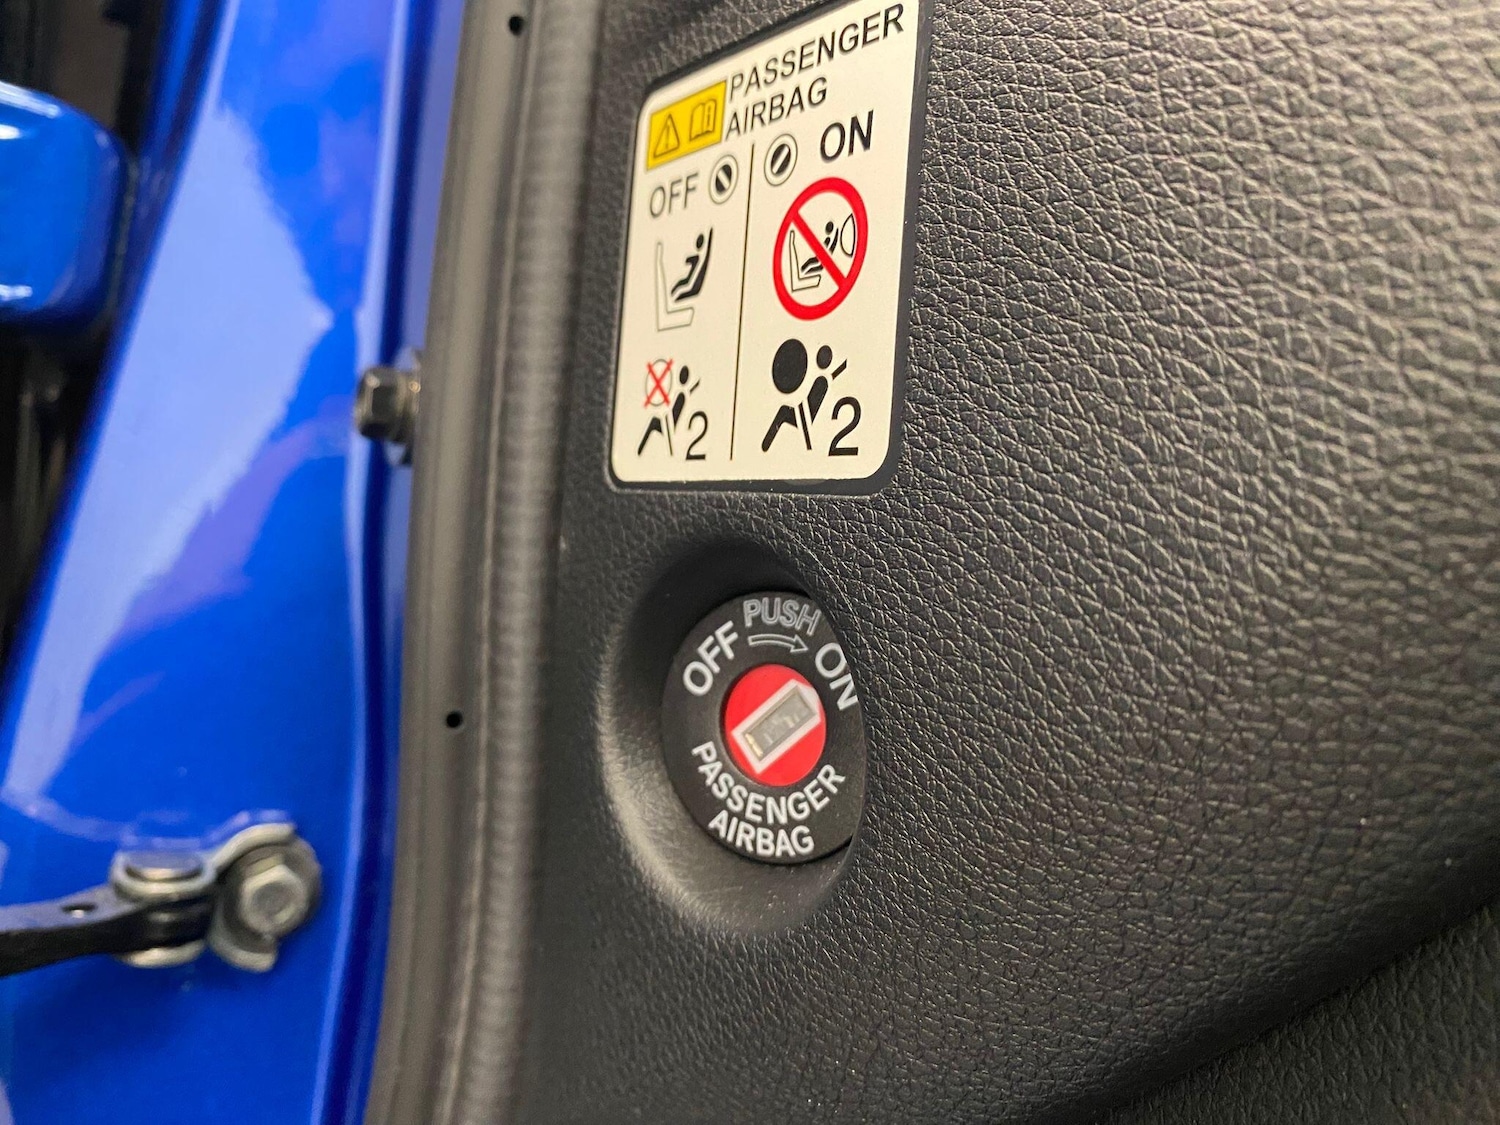 PASSENGER
AIRBAG
OFF ON
2 2
PUSH
OFF ON
PASSENGER
AIRBAG